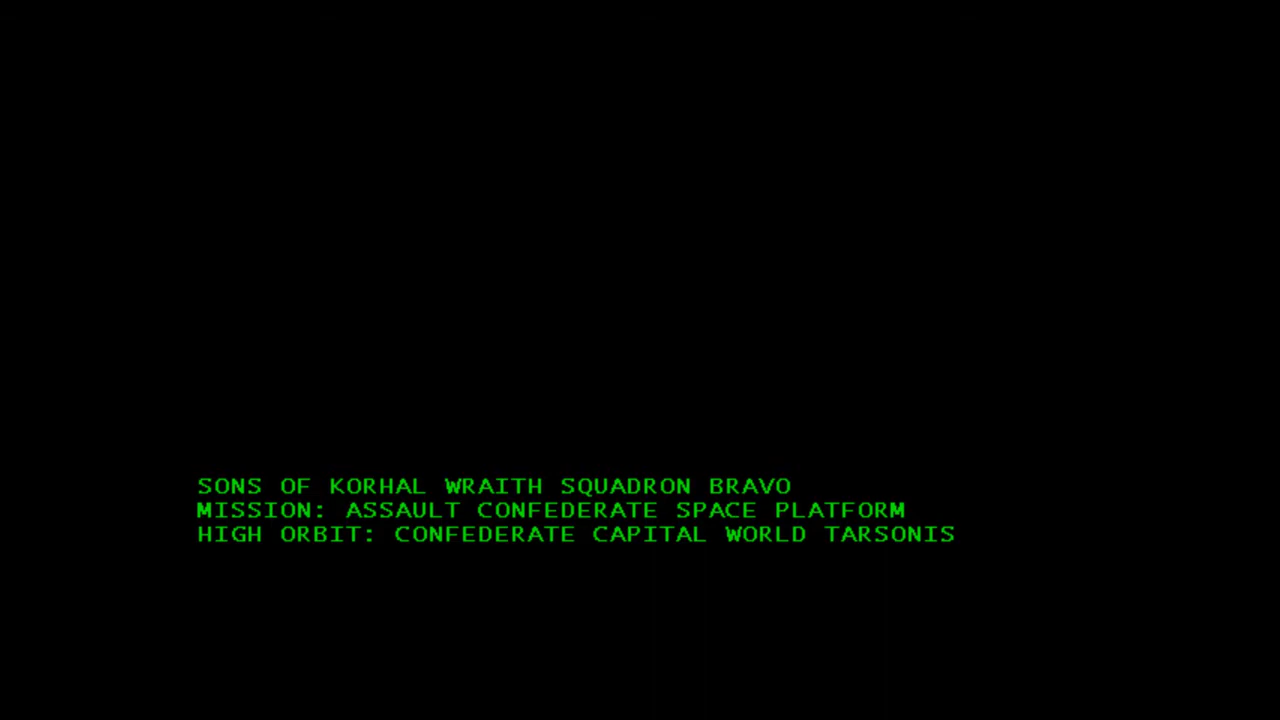 SONS OF KORHAL WRAITH SQUADRON BRAVO
MISSION: ASSAULT CONFEDERATE SPACE PLATFORM
HIGH ORBIT: CONFEDERATE CAPITAL WORLD TARSONIS